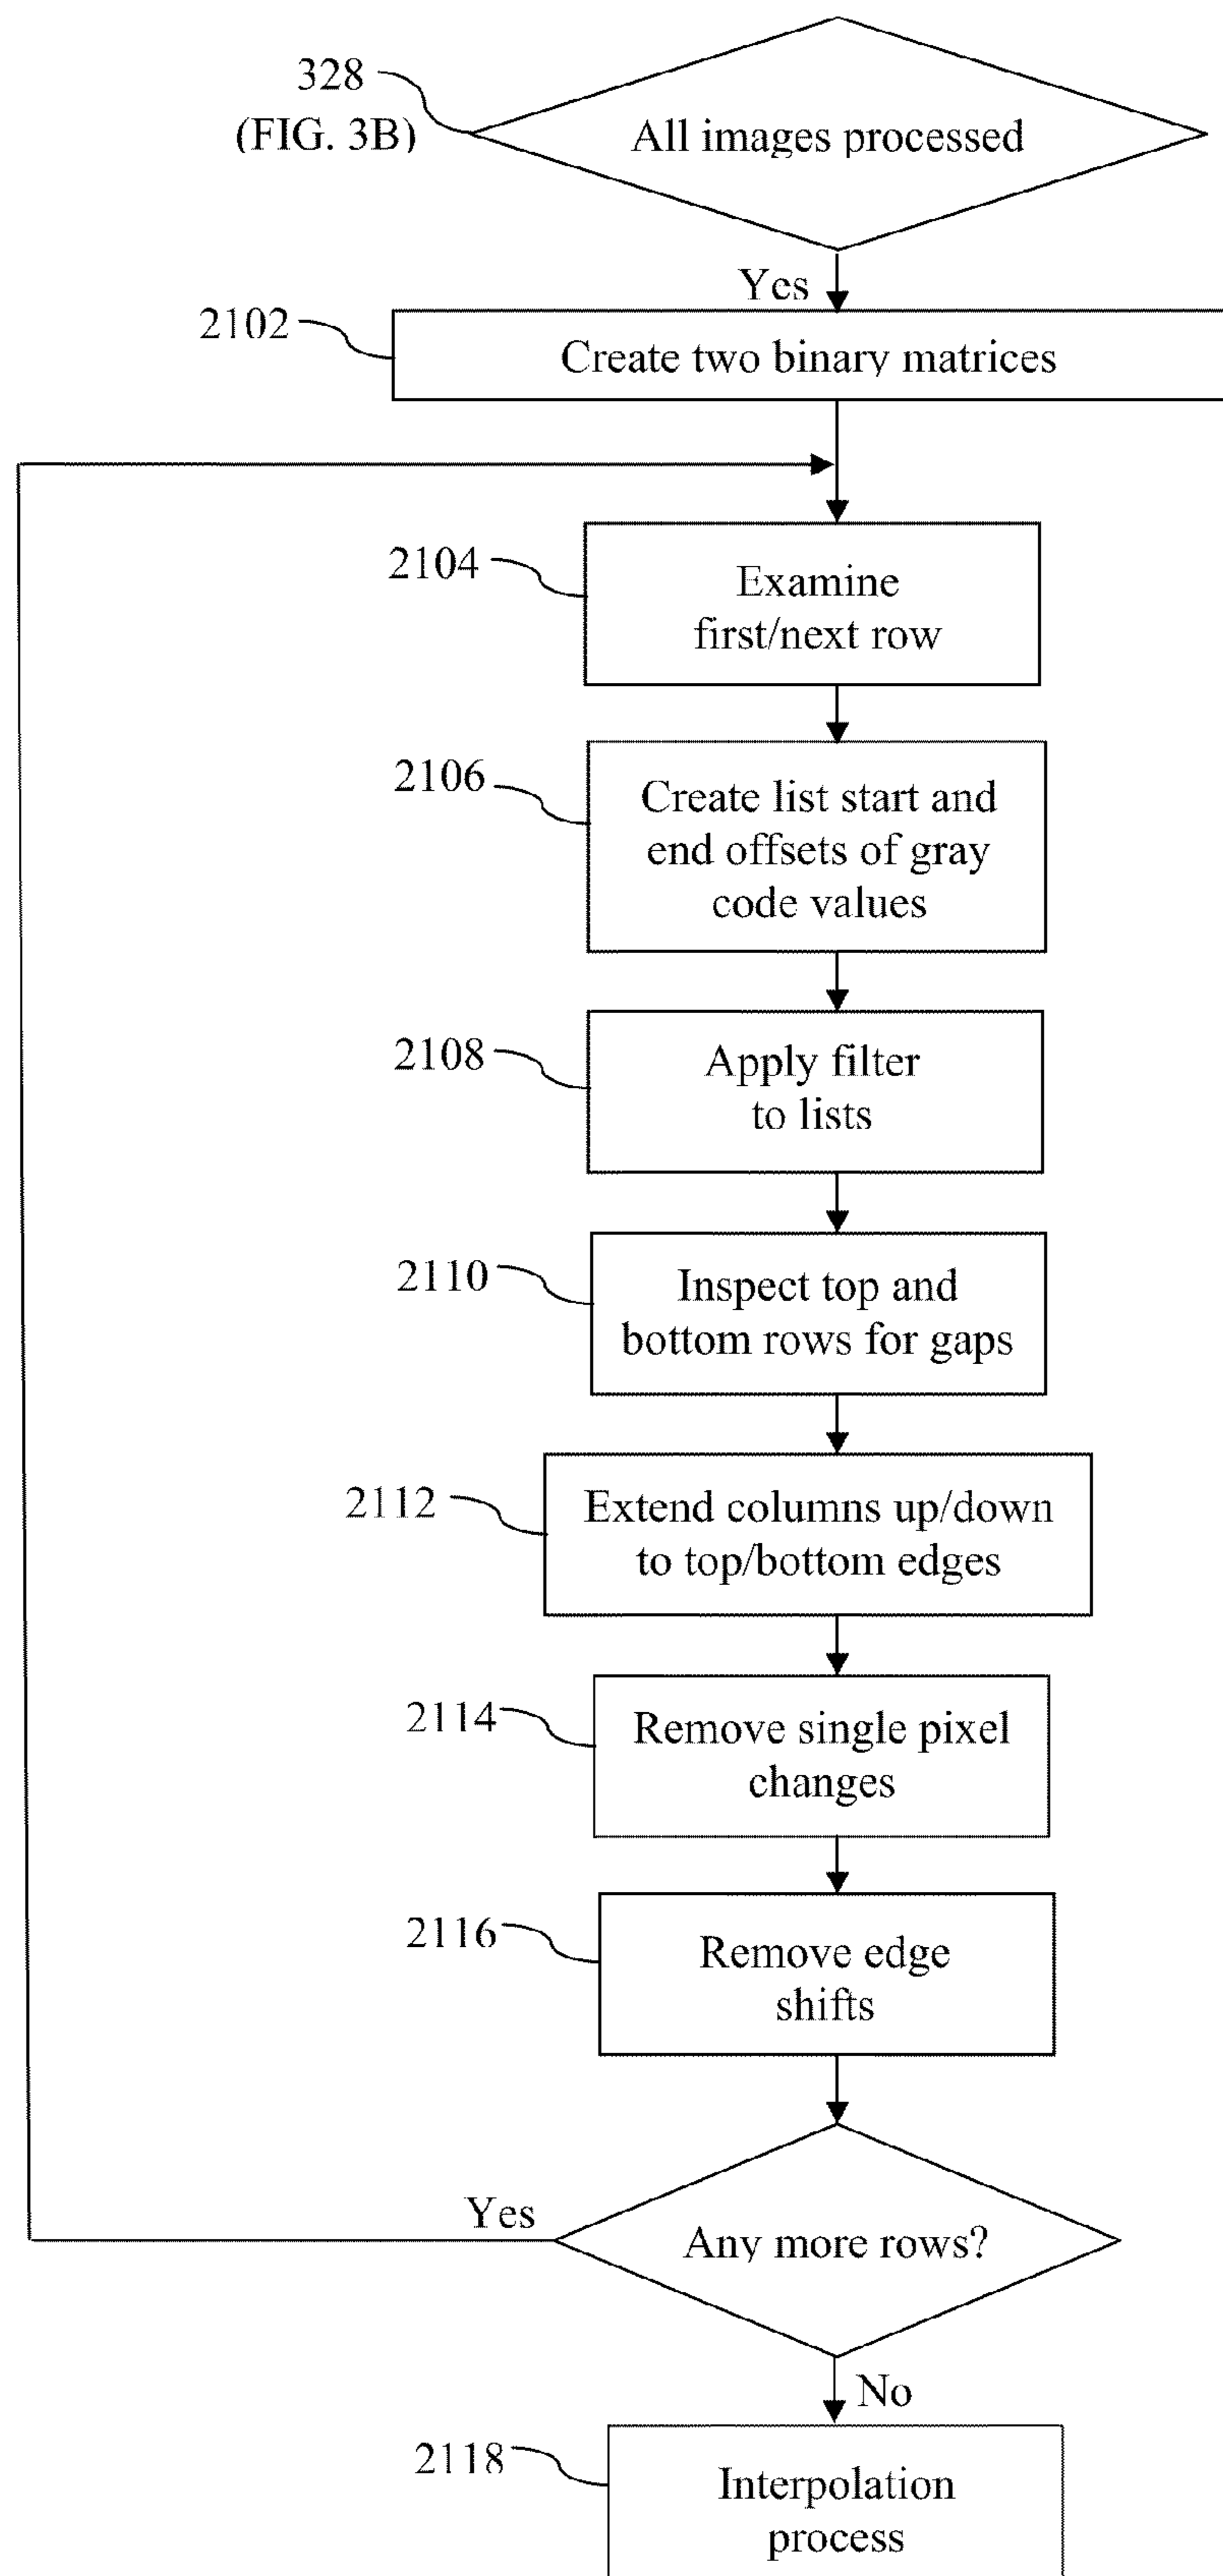 328
(FIG. 3B)
All images processed
Yes
2102
Create two binary matrices
2104
Examine
first/next row
2106
Create list start and
end offsets of gray
code values
2108
Apply filter
to lists
2110
Inspect top and
bottom rows for gaps
2112
Extend columns up/down
to top/bottom edges
2114
Remove single pixel
changes
2116
Remove edge
shifts
Yes
Any more rows?
No
2118
Interpolation
process